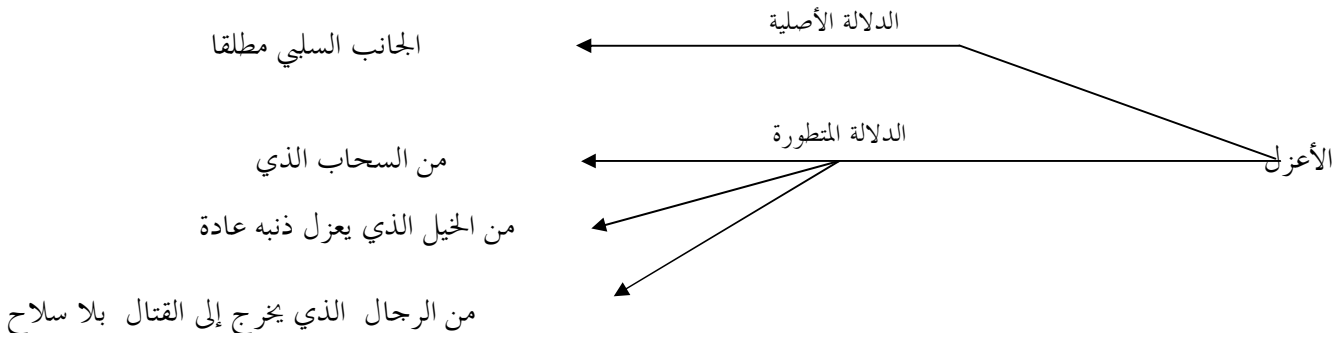 الدلالة الأصلية
الجانب السلبي مطلقا
الدلالة المتطورة
الأعزل
من السحاب الذي
من الخيل الذي يعزل ذنبه عادة
من الرجال الذي يخرج إلى القتال بلا سلاح